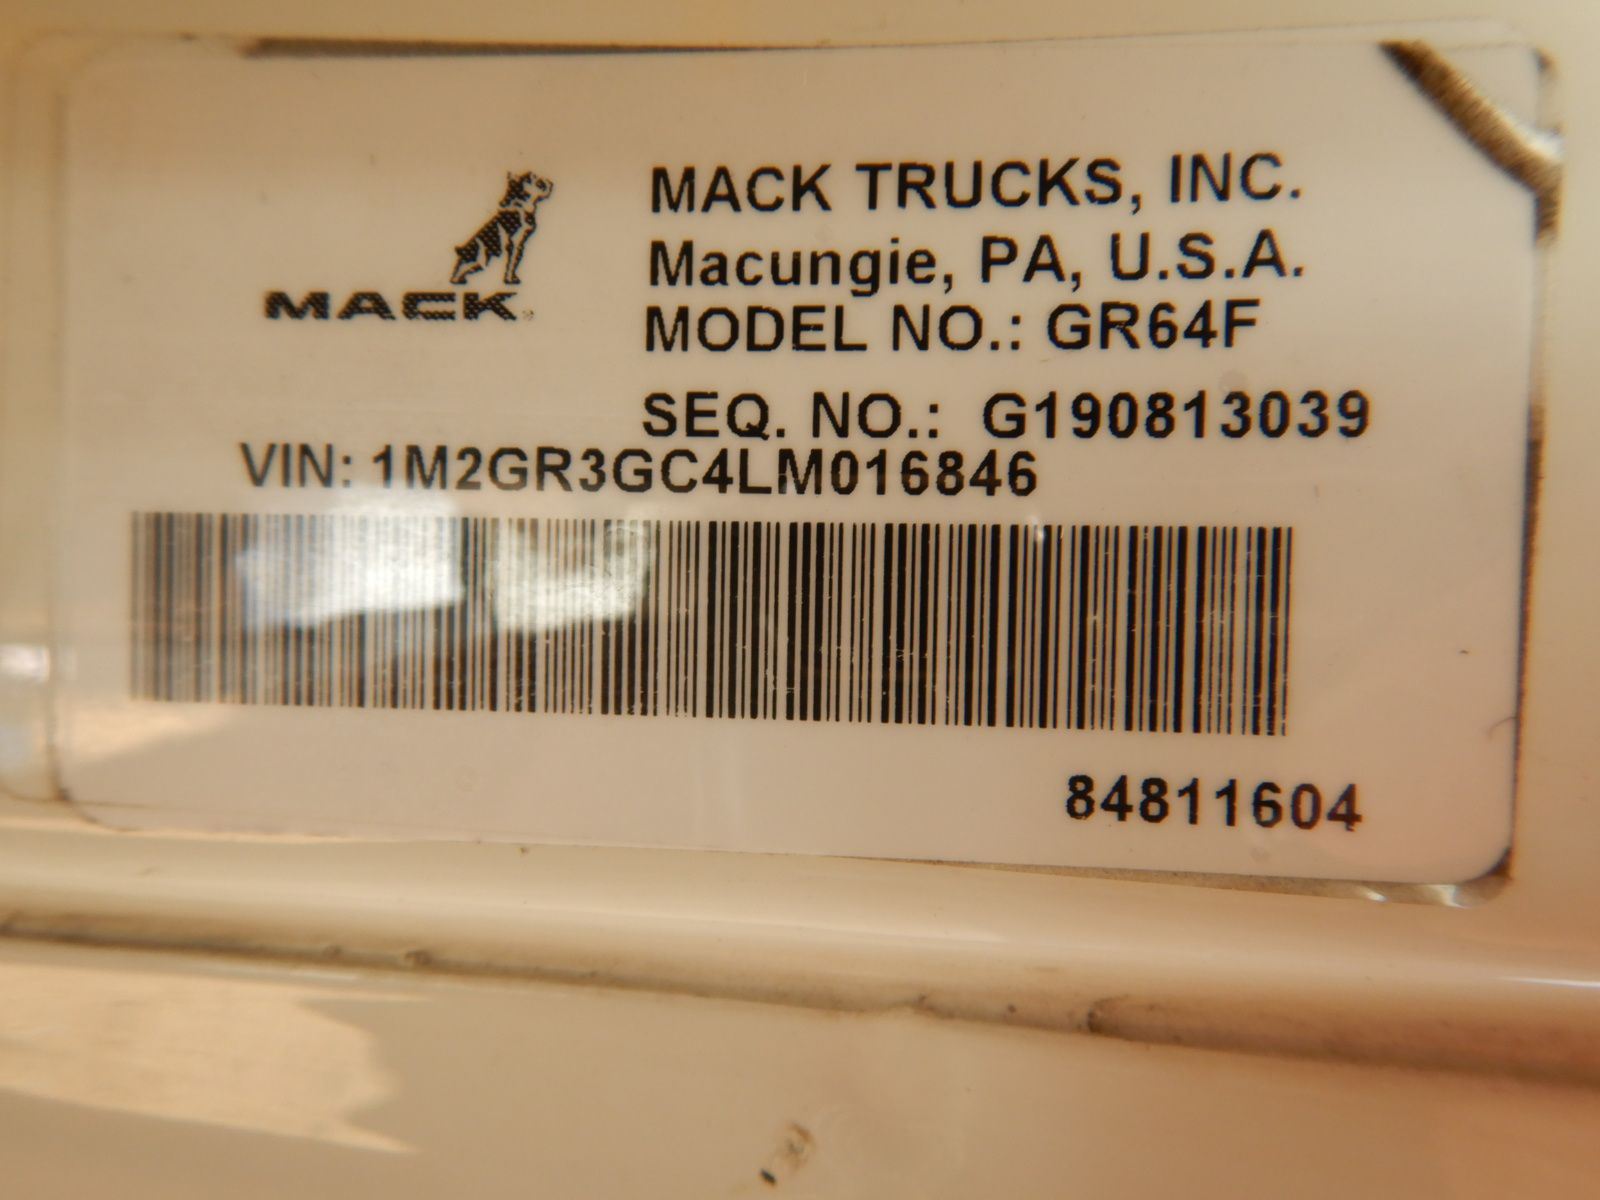 MACK
MACK TRUCKS, INC.
Macungie, PA, U.S.A.
MODEL NO.: GR64F
SEQ. NO.: G190813039
VIN: 1M2GR3GC4LM016846
84811604